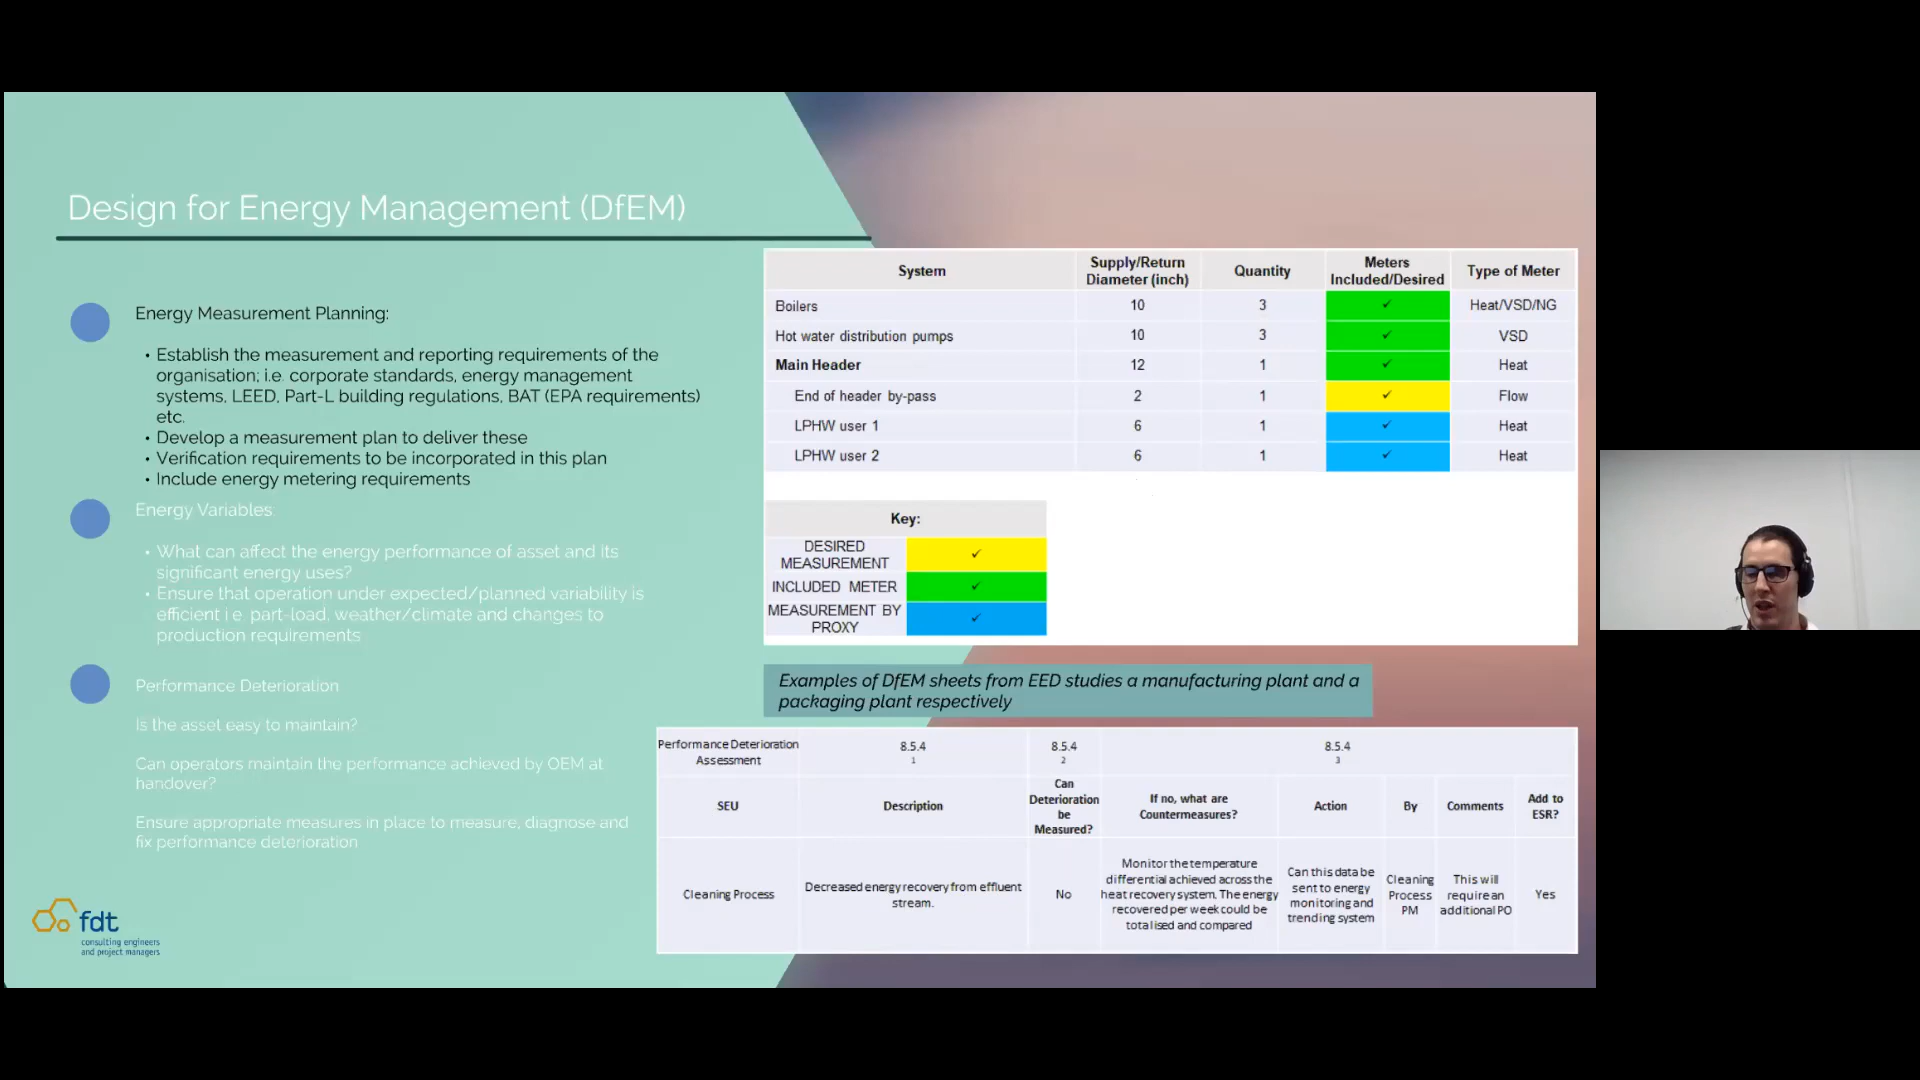 Design for Energy Management (DfEM)
Energy Measurement Planning:
• Establish the measurement and reporting requirements of the
organisation; i.e. corporate standards, energy management
systems, LEED, Part-L building regulations, BAT (EPA requirements)
etc.
• Develop a measurement plan to deliver these
• Verification requirements to be incorporated in this plan
• Include energy metering requirements
Energy Variables:
• What can affect the energy performance of asset and its
significant energy uses?
• Ensure that operation under expected/planned variability is
efficient i.e. part-load, weather/climate and changes to
production requirements
Performance Deterioration
Is the asset easy to maintain?
Can operators maintain the performance achieved by OEM at
handover?
Ensure appropriate measures in place to measure, diagnose and
fix performance deterioration
fdt
consulting engineers
and project managers
System Supply/Return Diameter (inch) Quantity Meters Included/Desired Type of Meter
Boilers 10 3 ✓ Heat/VSD/NG
Hot water distribution pumps 10 3 ✓ VSD
Main Header 12 1 ✓ Heat
End of header by-pass 2 1 ✓ Flow
LPHW user 1 6 1 ✓ Heat
LPHW user 2 6 1 ✓ Heat
Key:
DESIRED
MEASUREMENT ✓
INCLUDED METER ✓
MEASUREMENT BY
PROXY ✓
Examples of DfEM sheets from EED studies a manufacturing plant and a
packaging plant respectively
Performance Deterioration Assessment 8.5.4 1 8.5.4 2 8.5.4 3
SEU Description Can Deterioration be Measured? If no, what are Countermeasures? Action By Comments Add to ESR?
Cleaning Process Decreased energy recovery from effluent stream. No Monitor the temperature differential achieved across the heat recovery system. The energy recovered per week could be totalised and compared Can this data be sent to energy monitoring and trending system Cleaning Process PM This will require an additional PO Yes